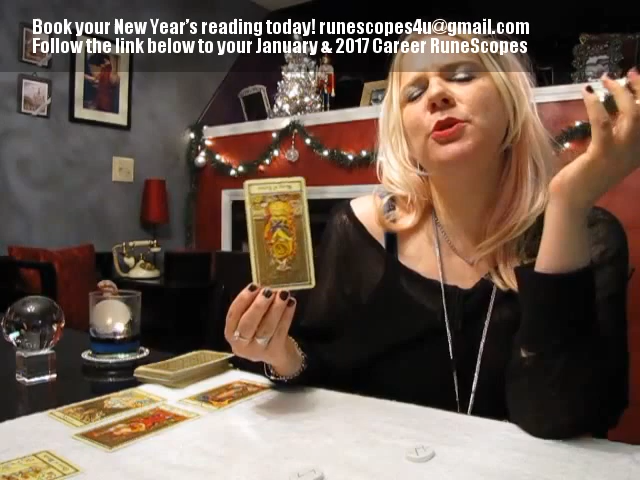 Book your New Year's reading today! runescopes4u@gmail.com
Follow the link below to your January & 2017 Career RuneScopes